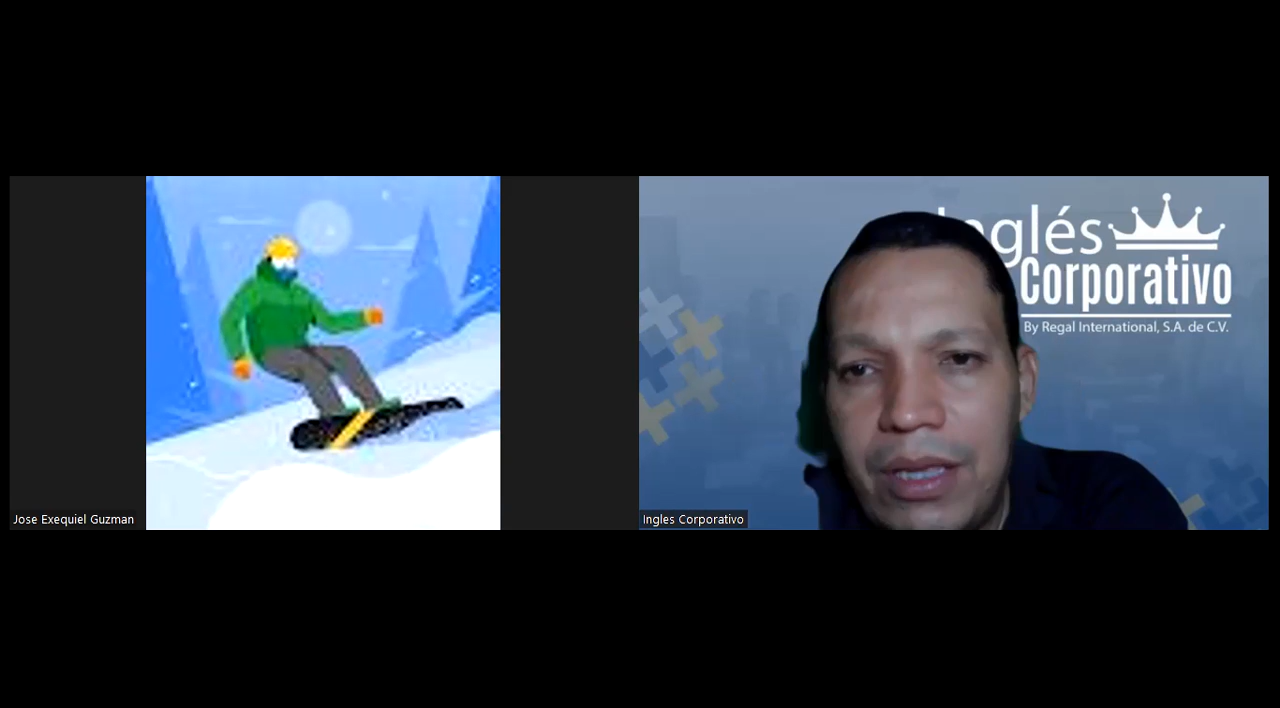 Inglés
Corporativo
By Regal International, S.A. de C.V.
Jose Exequiel Guzman
Ingles Corporativo